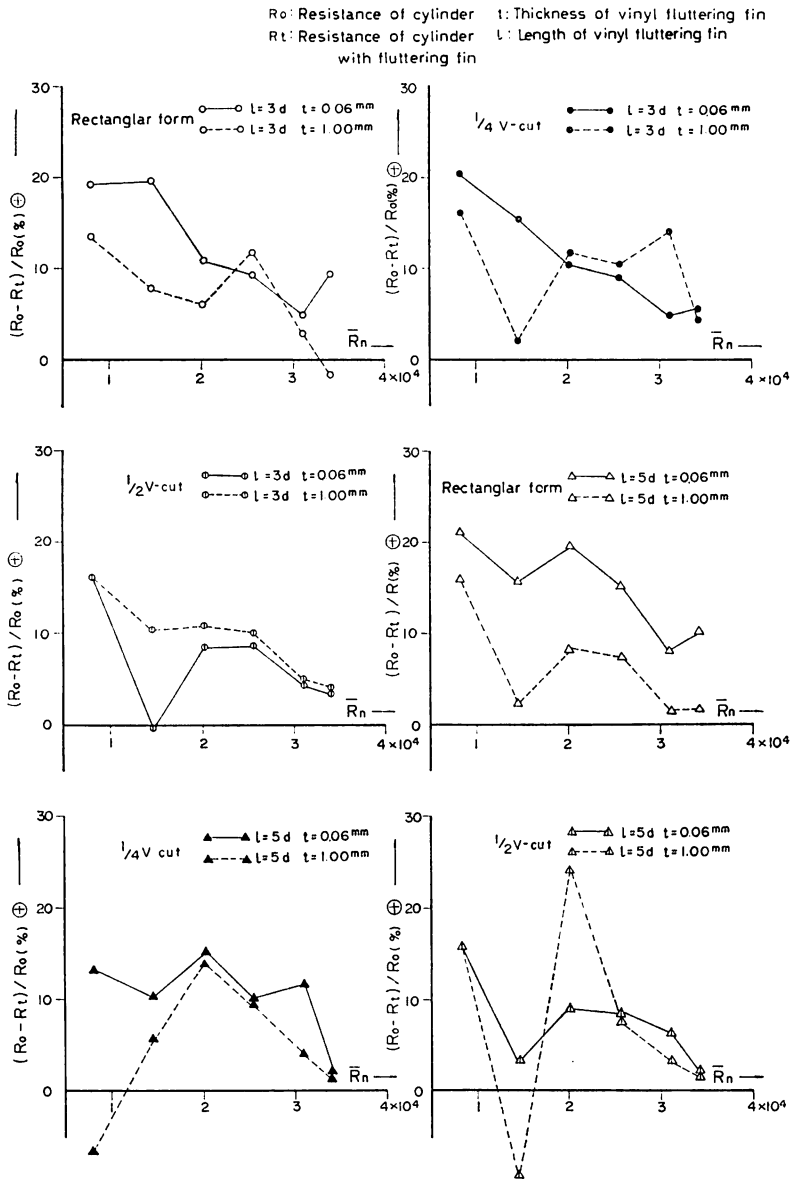 Ro: Resistance of cylinder t: Thickness of vinyl fluttering fin
Rt: Resistance of cylinder l: Length of vinyl fluttering fin
with fluttering fin
30
Rectanglar form
l=3d t=0.06mm
l=3d t=1.00mm
20
10
0
(Ro-Rt)/Ro(%) ⊕
R̅n
1 2 3 4×10⁴
30
1/4 V-cut
l=3d t=0.06mm
l=3d t=1.00mm
20
10
0
(Ro-Rt)/Ro(%) ⊕
R̅n
1 2 3 4×10⁴
30
1/2 V-cut
l=3d t=0.06mm
l=3d t=1.00mm
20
10
0
(Ro-Rt)/Ro(%) ⊕
R̅n
1 2 3 4×10⁴
30
Rectanglar form
l=5d t=0.06mm
l=5d t=1.00mm
20
10
0
(Ro-Rt)/R(%) ⊕
R̅n
1 2 3 4×10⁴
30
1/4 V cut
l=5d t=0.06mm
l=5d t=1.00mm
20
10
0
(Ro-Rt)/Ro(%) ⊕
R̅n
1 2 3 4×10⁴
30
1/2 V-cut
l=5d t=0.06mm
l=5d t=1.00mm
20
10
0
(Ro-Rt)/Ro(%) ⊕
R̅n
1 2 3 4×10⁴